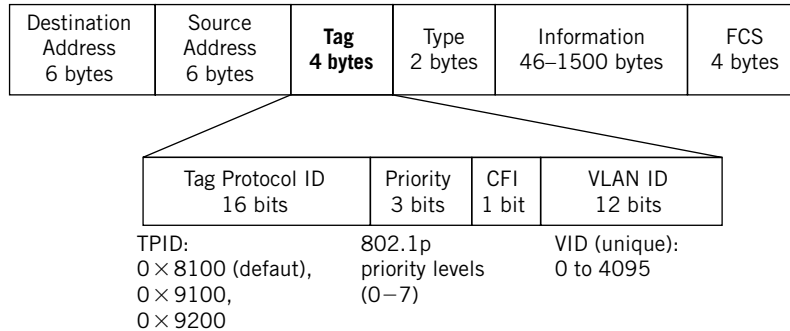 Destination
Address
6 bytes
Source
Address
6 bytes
Tag
4 bytes
Type
2 bytes
Information
46–1500 bytes
FCS
4 bytes
Tag Protocol ID
16 bits
Priority
3 bits
CFI
1 bit
VLAN ID
12 bits
TPID:
0×8100 (defaut),
0×9100,
0×9200
802.1p
priority levels
(0–7)
VID (unique):
0 to 4095